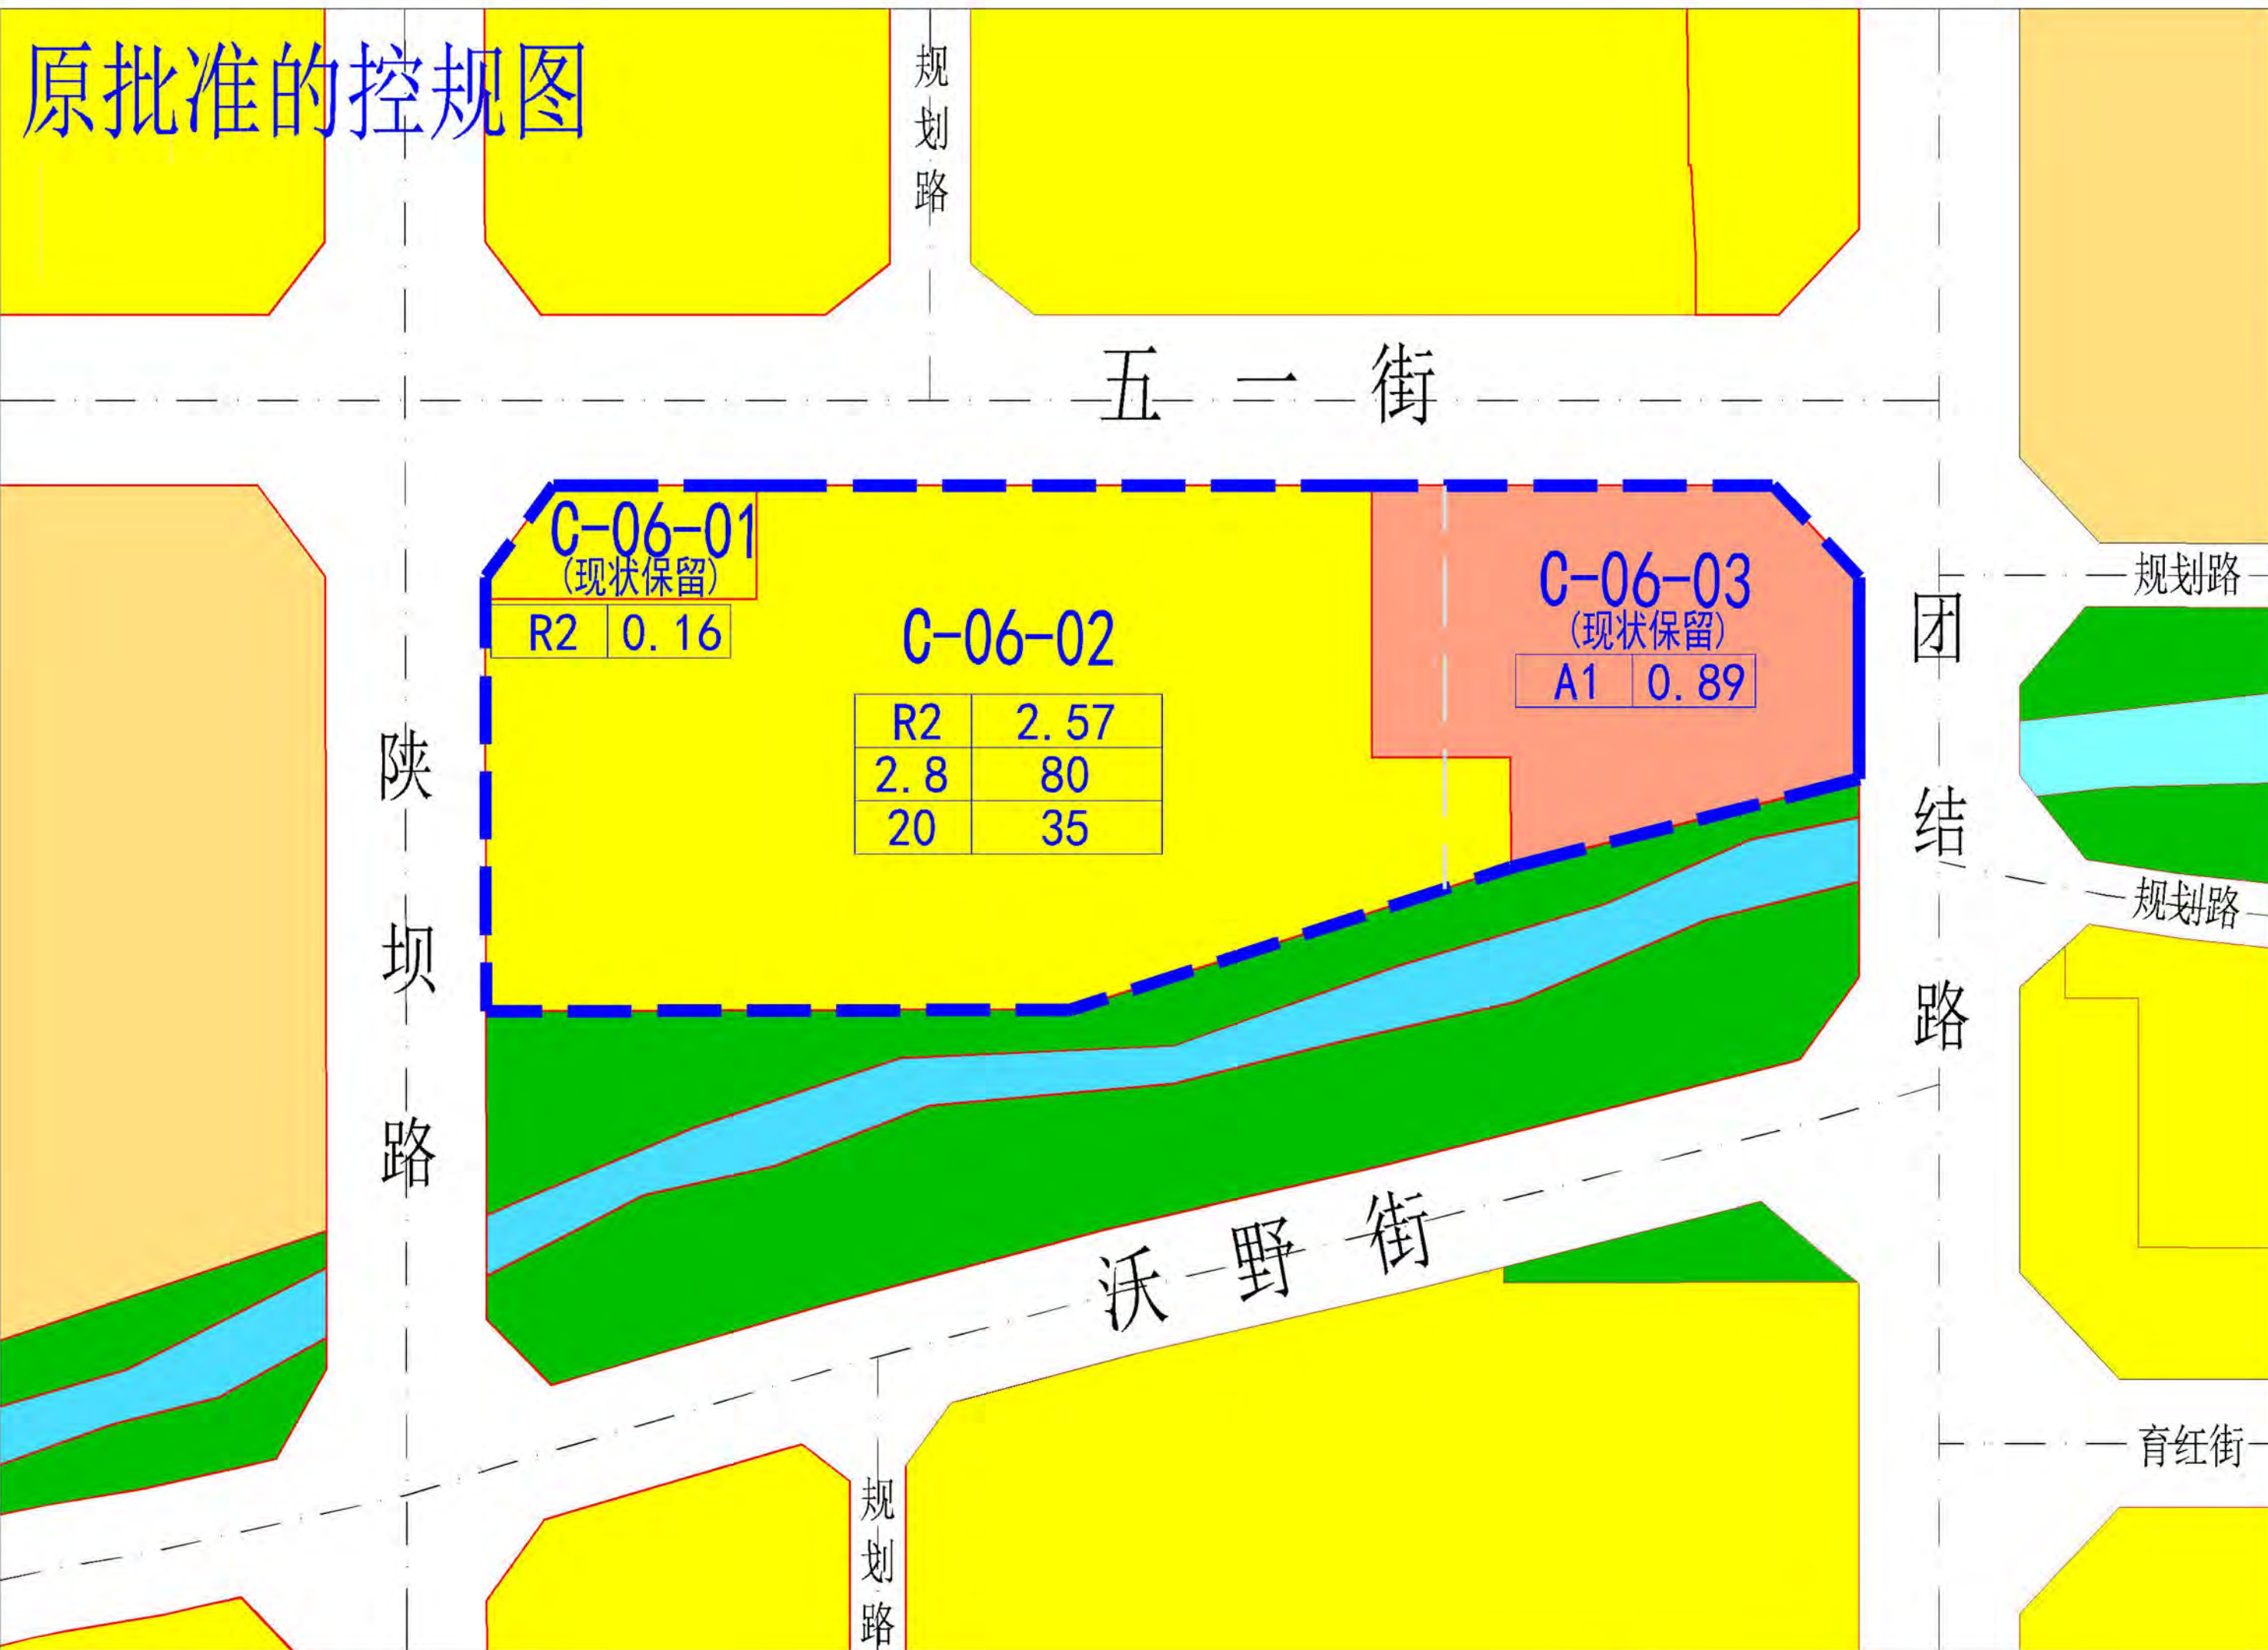 原批准的控规图
规划路
五一街
C-06-01
(现状保留)
R2 0.16
C-06-02
R2 2.57
2.8 80
20 35
C-06-03
(现状保留)
A1 0.89
陕坝路
团结路
规划路
规划路
沃野街
育红街
规划路